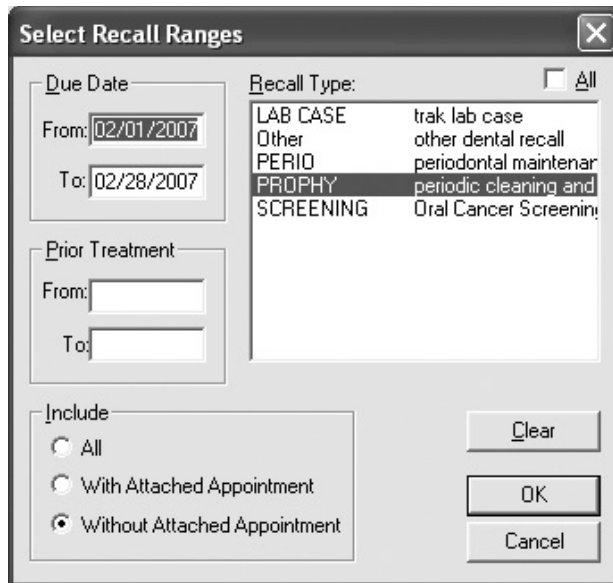 Select Recall Ranges
Due Date
From: 02/01/2007
To: 02/28/2007
Recall Type:
All
LAB CASE trak lab case
Other other dental recall
PERIO periodontal maintenan
PROPHY periodic cleaning and
SCREENING Oral Cancer Screening
Prior Treatment
From:
To:
Include
All
With Attached Appointment
Without Attached Appointment
Clear
OK
Cancel